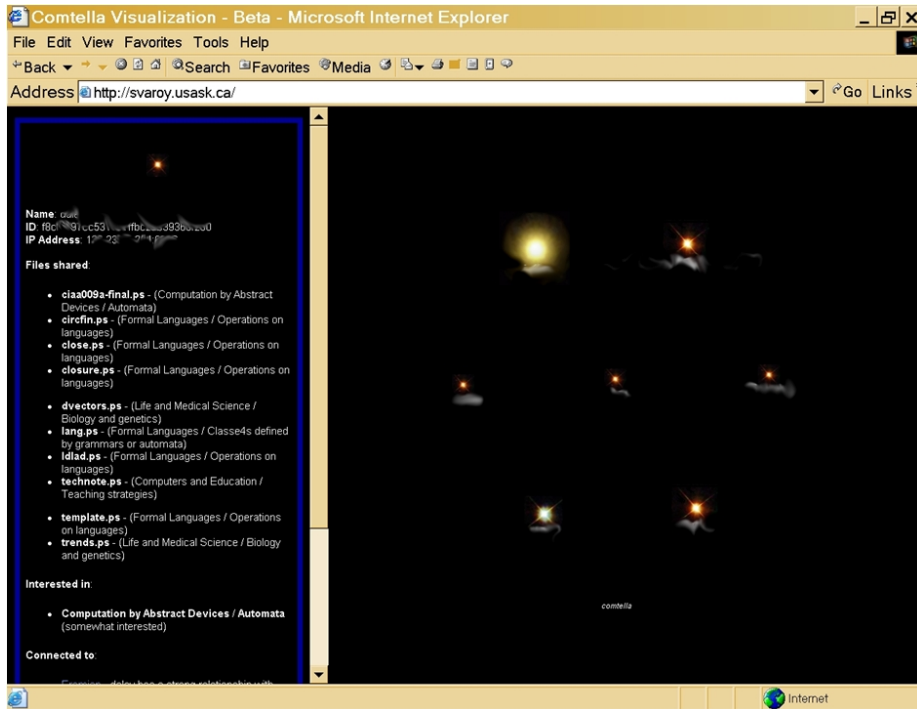 Comtella Visualization - Beta - Microsoft Internet Explorer
File Edit View Favorites Tools Help
Back Search Favorites Media
Address http://svaroy.usask.ca/ Go Links
Name:
ID:
IP Address:
Files shared:
• ciaa009a-final.ps - (Computation by Abstract
Devices / Automata)
• circfin.ps - (Formal Languages / Operations on
languages)
• close.ps - (Formal Languages / Operations on
languages)
• closure.ps - (Formal Languages / Operations on
languages)
• dvectors.ps - (Life and Medical Science /
Biology and genetics)
• lang.ps - (Formal Languages / Classe4s defined
by grammars or automata)
• ldlad.ps - (Formal Languages / Operations on
languages)
• technote.ps - (Computers and Education /
Teaching strategies)
• template.ps - (Formal Languages / Operations
on languages)
• trends.ps - (Life and Medical Science / Biology
and genetics)
Interested in:
• Computation by Abstract Devices / Automata
(somewhat interested)
Connected to:
has a strong relationship with
comtella
Internet